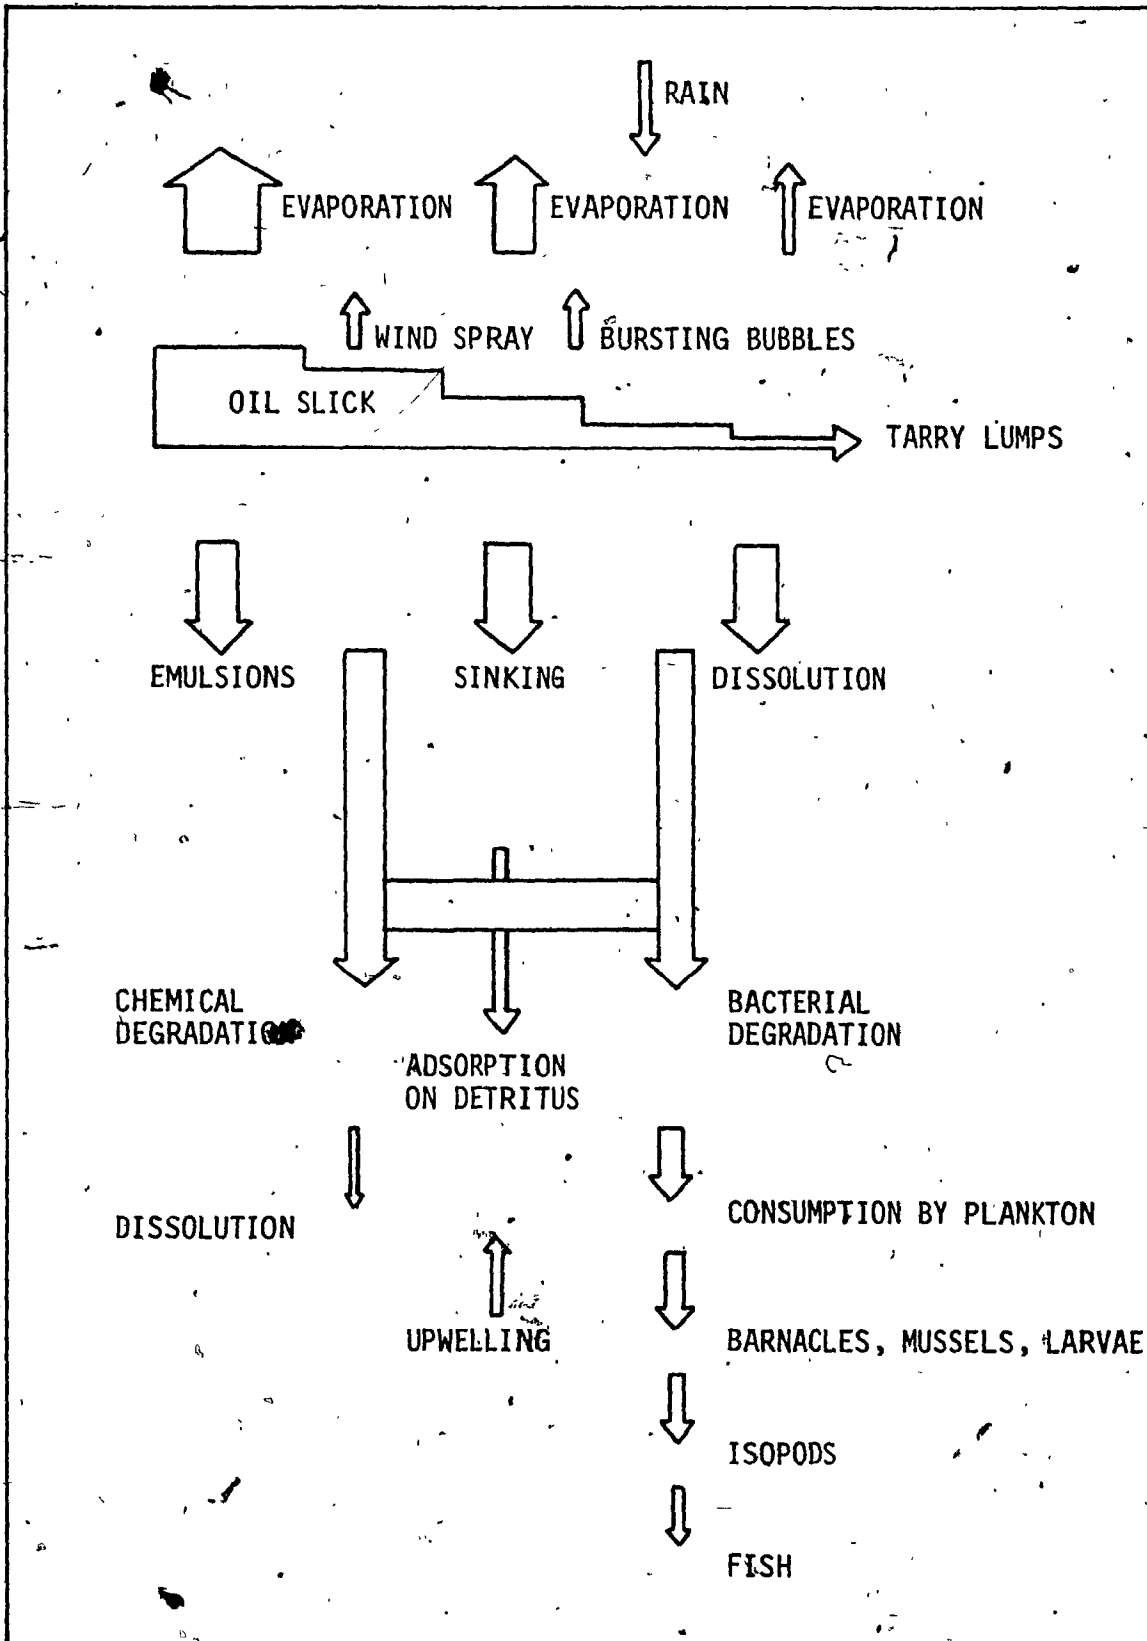 RAIN
EVAPORATION
EVAPORATION
EVAPORATION
WIND SPRAY
BURSTING BUBBLES
OIL SLICK
TARRY LUMPS
EMULSIONS
SINKING
DISSOLUTION
CHEMICAL
DEGRADATION
BACTERIAL
DEGRADATION
ADSORPTION
ON DETRITUS
DISSOLUTION
CONSUMPTION BY PLANKTON
UPWELLING
BARNACLES, MUSSELS, LARVAE
ISOPODS
FISH